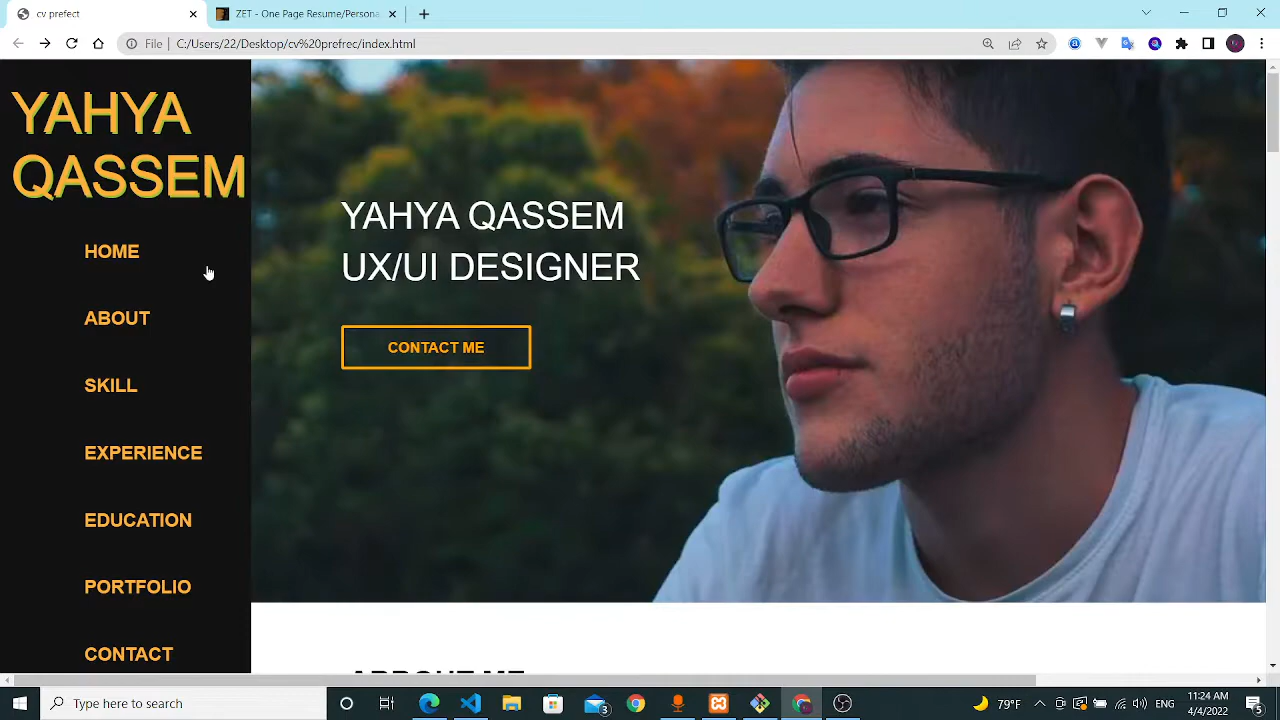 cv prefect
ZET - One Page Resume/Persona
File
C:/Users/22/Desktop/cv%20prefrec/index.html
YAHYA
QASSEM
HOME
ABOUT
SKILL
EXPERIENCE
EDUCATION
PORTFOLIO
CONTACT
YAHYA QASSEM
UX/UI DESIGNER
CONTACT ME
Type here to search
3
79°F
ENG
11:24 AM
4/4/2022